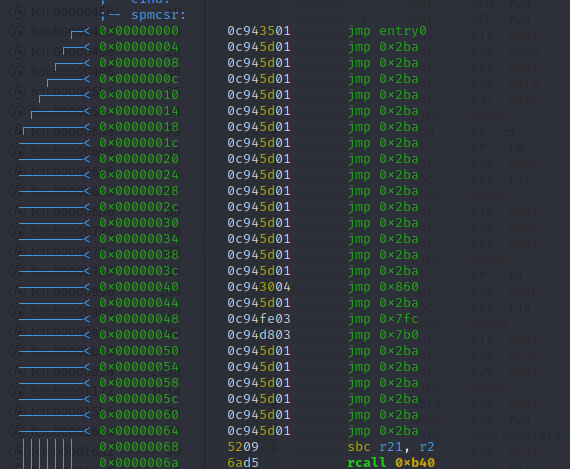 ;-- spmcsr:
0x00000000 0c943501 jmp entry0
0x00000004 0c945d01 jmp 0x2ba
0x00000008 0c945d01 jmp 0x2ba
0x0000000c 0c945d01 jmp 0x2ba
0x00000010 0c945d01 jmp 0x2ba
0x00000014 0c945d01 jmp 0x2ba
0x00000018 0c945d01 jmp 0x2ba
0x0000001c 0c945d01 jmp 0x2ba
0x00000020 0c945d01 jmp 0x2ba
0x00000024 0c945d01 jmp 0x2ba
0x00000028 0c945d01 jmp 0x2ba
0x0000002c 0c945d01 jmp 0x2ba
0x00000030 0c945d01 jmp 0x2ba
0x00000034 0c945d01 jmp 0x2ba
0x00000038 0c945d01 jmp 0x2ba
0x0000003c 0c945d01 jmp 0x2ba
0x00000040 0c943004 jmp 0x860
0x00000044 0c945d01 jmp 0x2ba
0x00000048 0c94fe03 jmp 0x7fc
0x0000004c 0c94d803 jmp 0x7b0
0x00000050 0c945d01 jmp 0x2ba
0x00000054 0c945d01 jmp 0x2ba
0x00000058 0c945d01 jmp 0x2ba
0x0000005c 0c945d01 jmp 0x2ba
0x00000060 0c945d01 jmp 0x2ba
0x00000064 0c945d01 jmp 0x2ba
0x00000068 5209 sbc r21, r2
0x0000006a 6ad5 rcall 0xb40